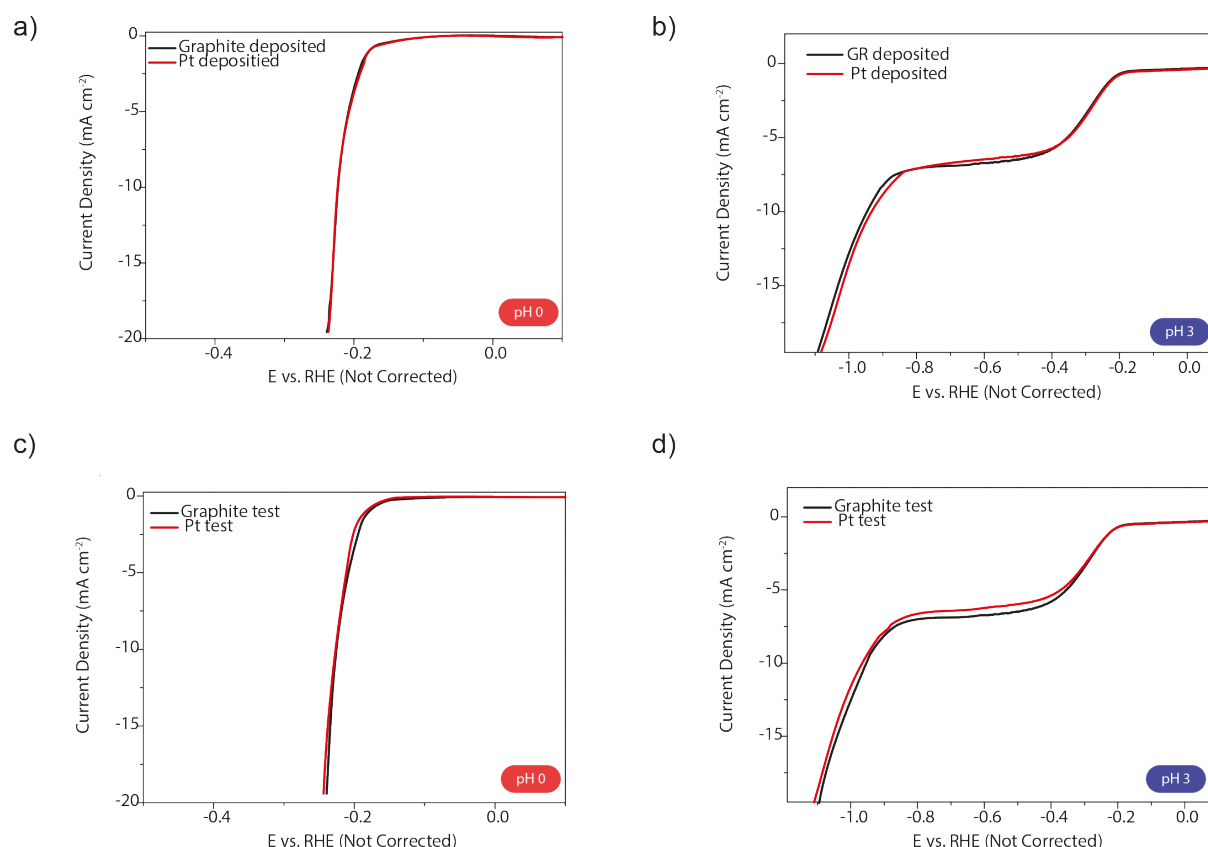 a)
0
-5
-10
-15
-20
Current Density (mA cm-2)
Graphite deposited
Pt depositied
pH 0
-0.4
-0.2
0.0
E vs. RHE (Not Corrected)
b)
0
-5
-10
-15
Current Density (mA cm-2)
GR deposited
Pt deposited
pH 3
-1.0
-0.8
-0.6
-0.4
-0.2
0.0
E vs. RHE (Not Corrected)
c)
0
-5
-10
-15
-20
Current Density (mA cm-2)
Graphite test
Pt test
pH 0
-0.4
-0.2
0.0
E vs. RHE (Not Corrected)
d)
0
-5
-10
-15
Current Density (mA cm-2)
Graphite test
Pt test
pH 3
-1.0
-0.8
-0.6
-0.4
-0.2
0.0
E vs. RHE (Not Corrected)